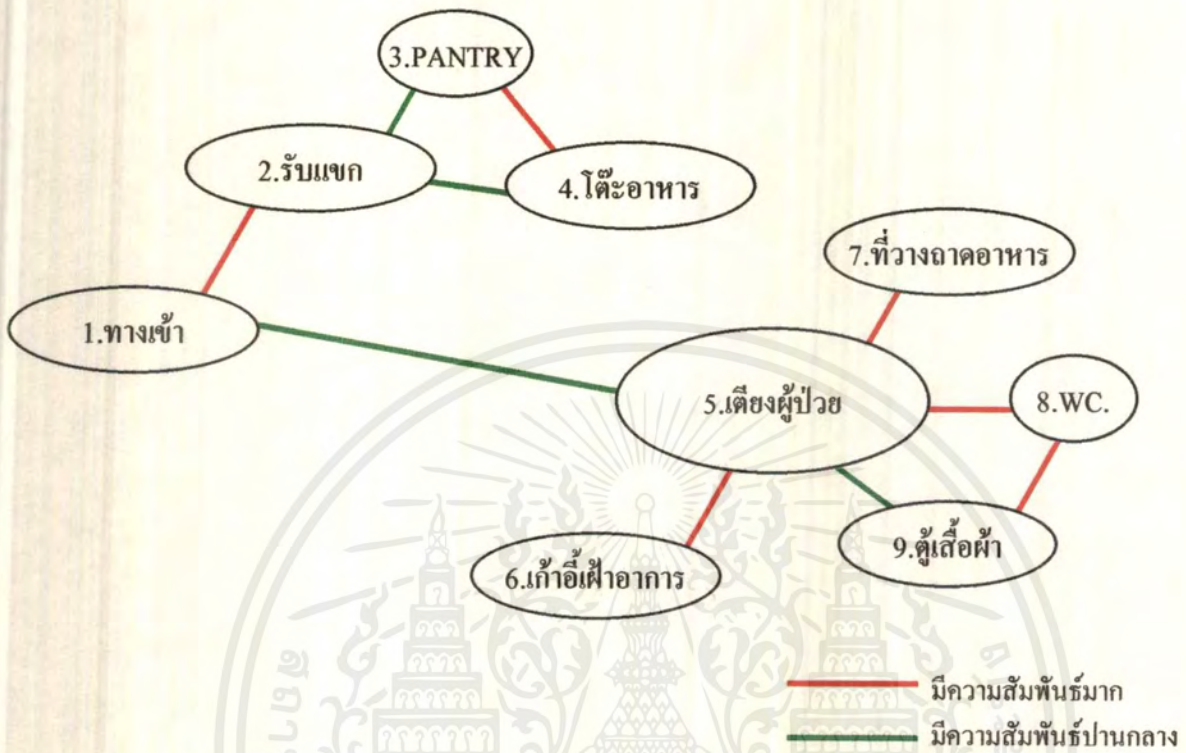 3.PANTRY
2.รับแขก
4.โต๊ะอาหาร
7.ที่วางถาดอาหาร
1.ทางเข้า
5.เตียงผู้ป่วย
8.WC.
9.ตู้เสื้อผ้า
6.เก้าอี้เฝ้าอาการ
มีความสัมพันธ์มาก
มีความสัมพันธ์ปานกลาง